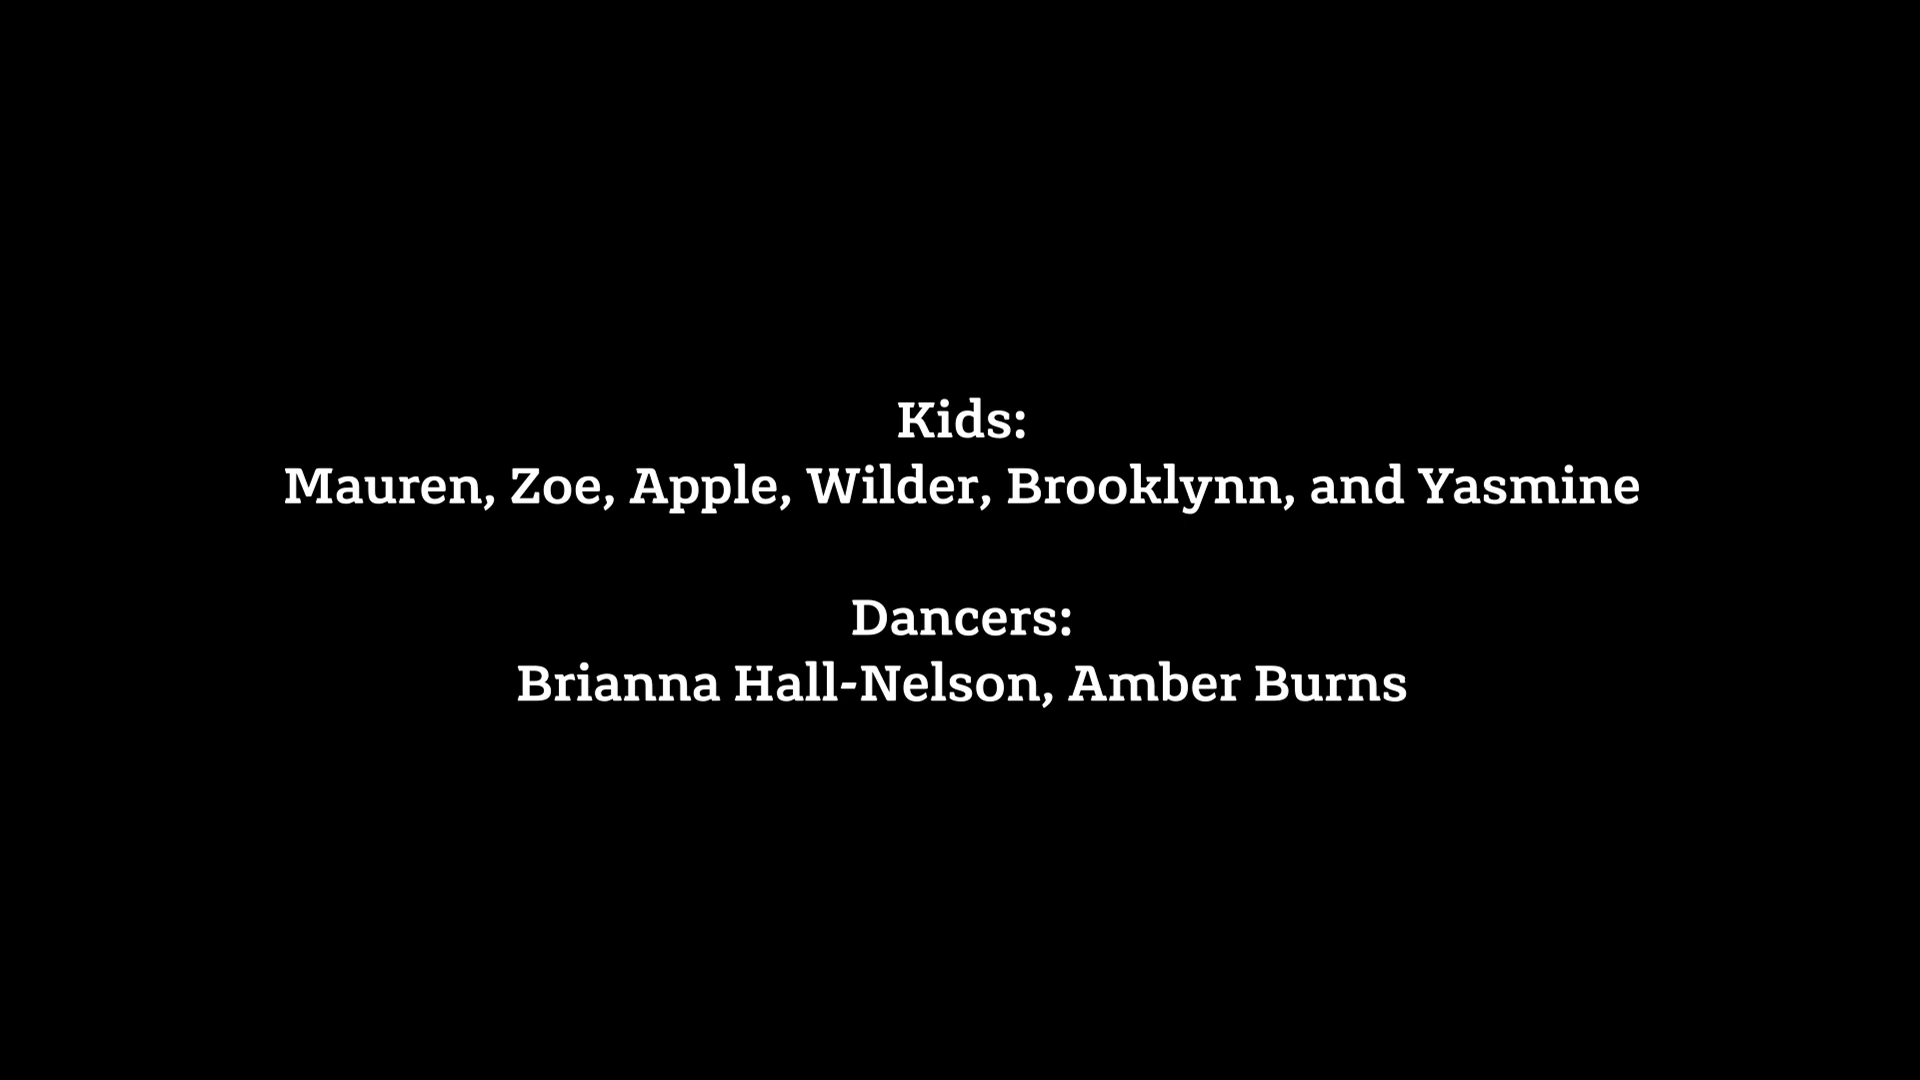 Kids:
Mauren, Zoe, Apple, Wilder, Brooklynn, and Yasmine
Dancers:
Brianna Hall-Nelson, Amber Burns